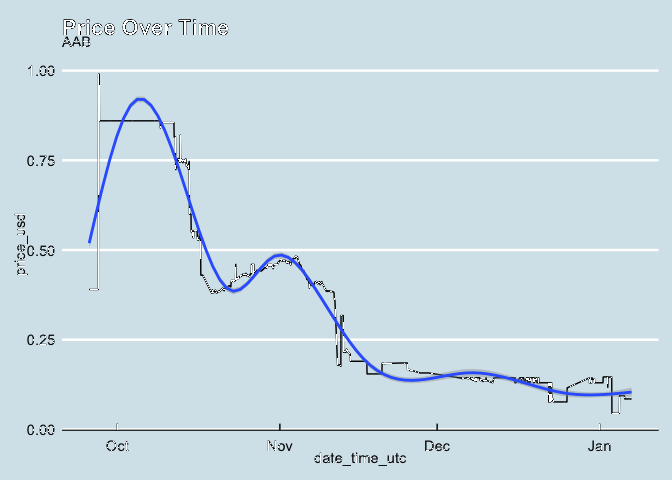 Price Over Time
AAB
1.00
0.75
0.50
0.25
0.00
price_usd
Oct
Nov
Dec
Jan
date_time_utc